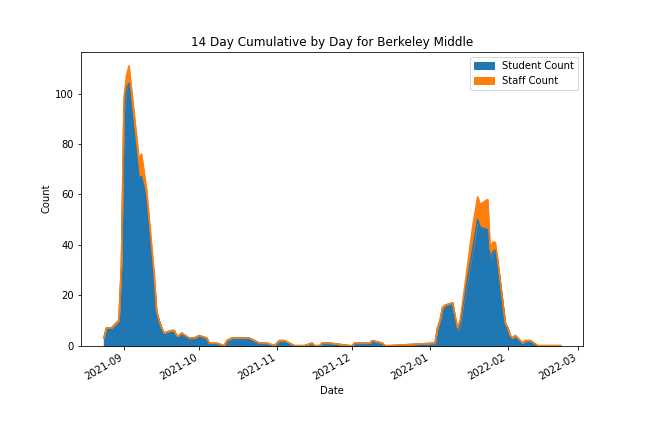 14 Day Cumulative by Day for Berkeley Middle
Student Count
Staff Count
100
80
60
40
20
0
Count
2021-09
2021-10
2021-11
2021-12
2022-01
2022-02
2022-03
Date